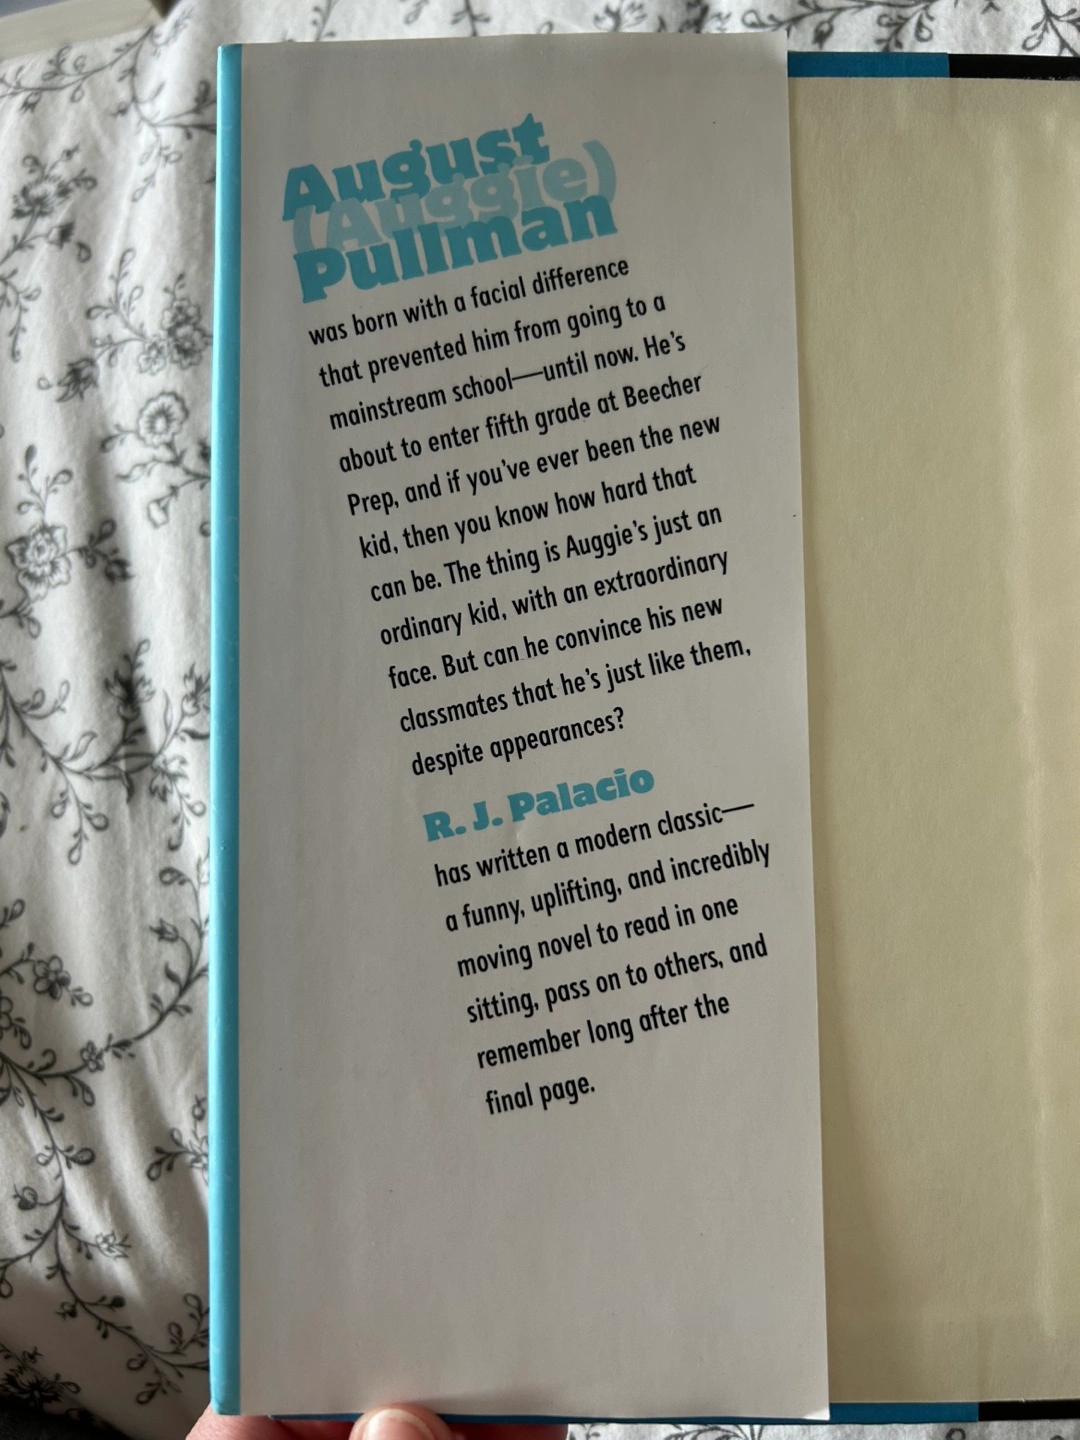 August
(Auggie)
Pullman
was born with a facial difference
that prevented him from going to a
mainstream school—until now. He's
about to enter fifth grade at Beecher
Prep, and if you've ever been the new
kid, then you know how hard that
can be. The thing is Auggie's just an
ordinary kid, with an extraordinary
face. But can he convince his new
classmates that he's just like them,
despite appearances?
R. J. Palacio
has written a modern classic—
a funny, uplifting, and incredibly
moving novel to read in one
sitting, pass on to others, and
remember long after the
final page.